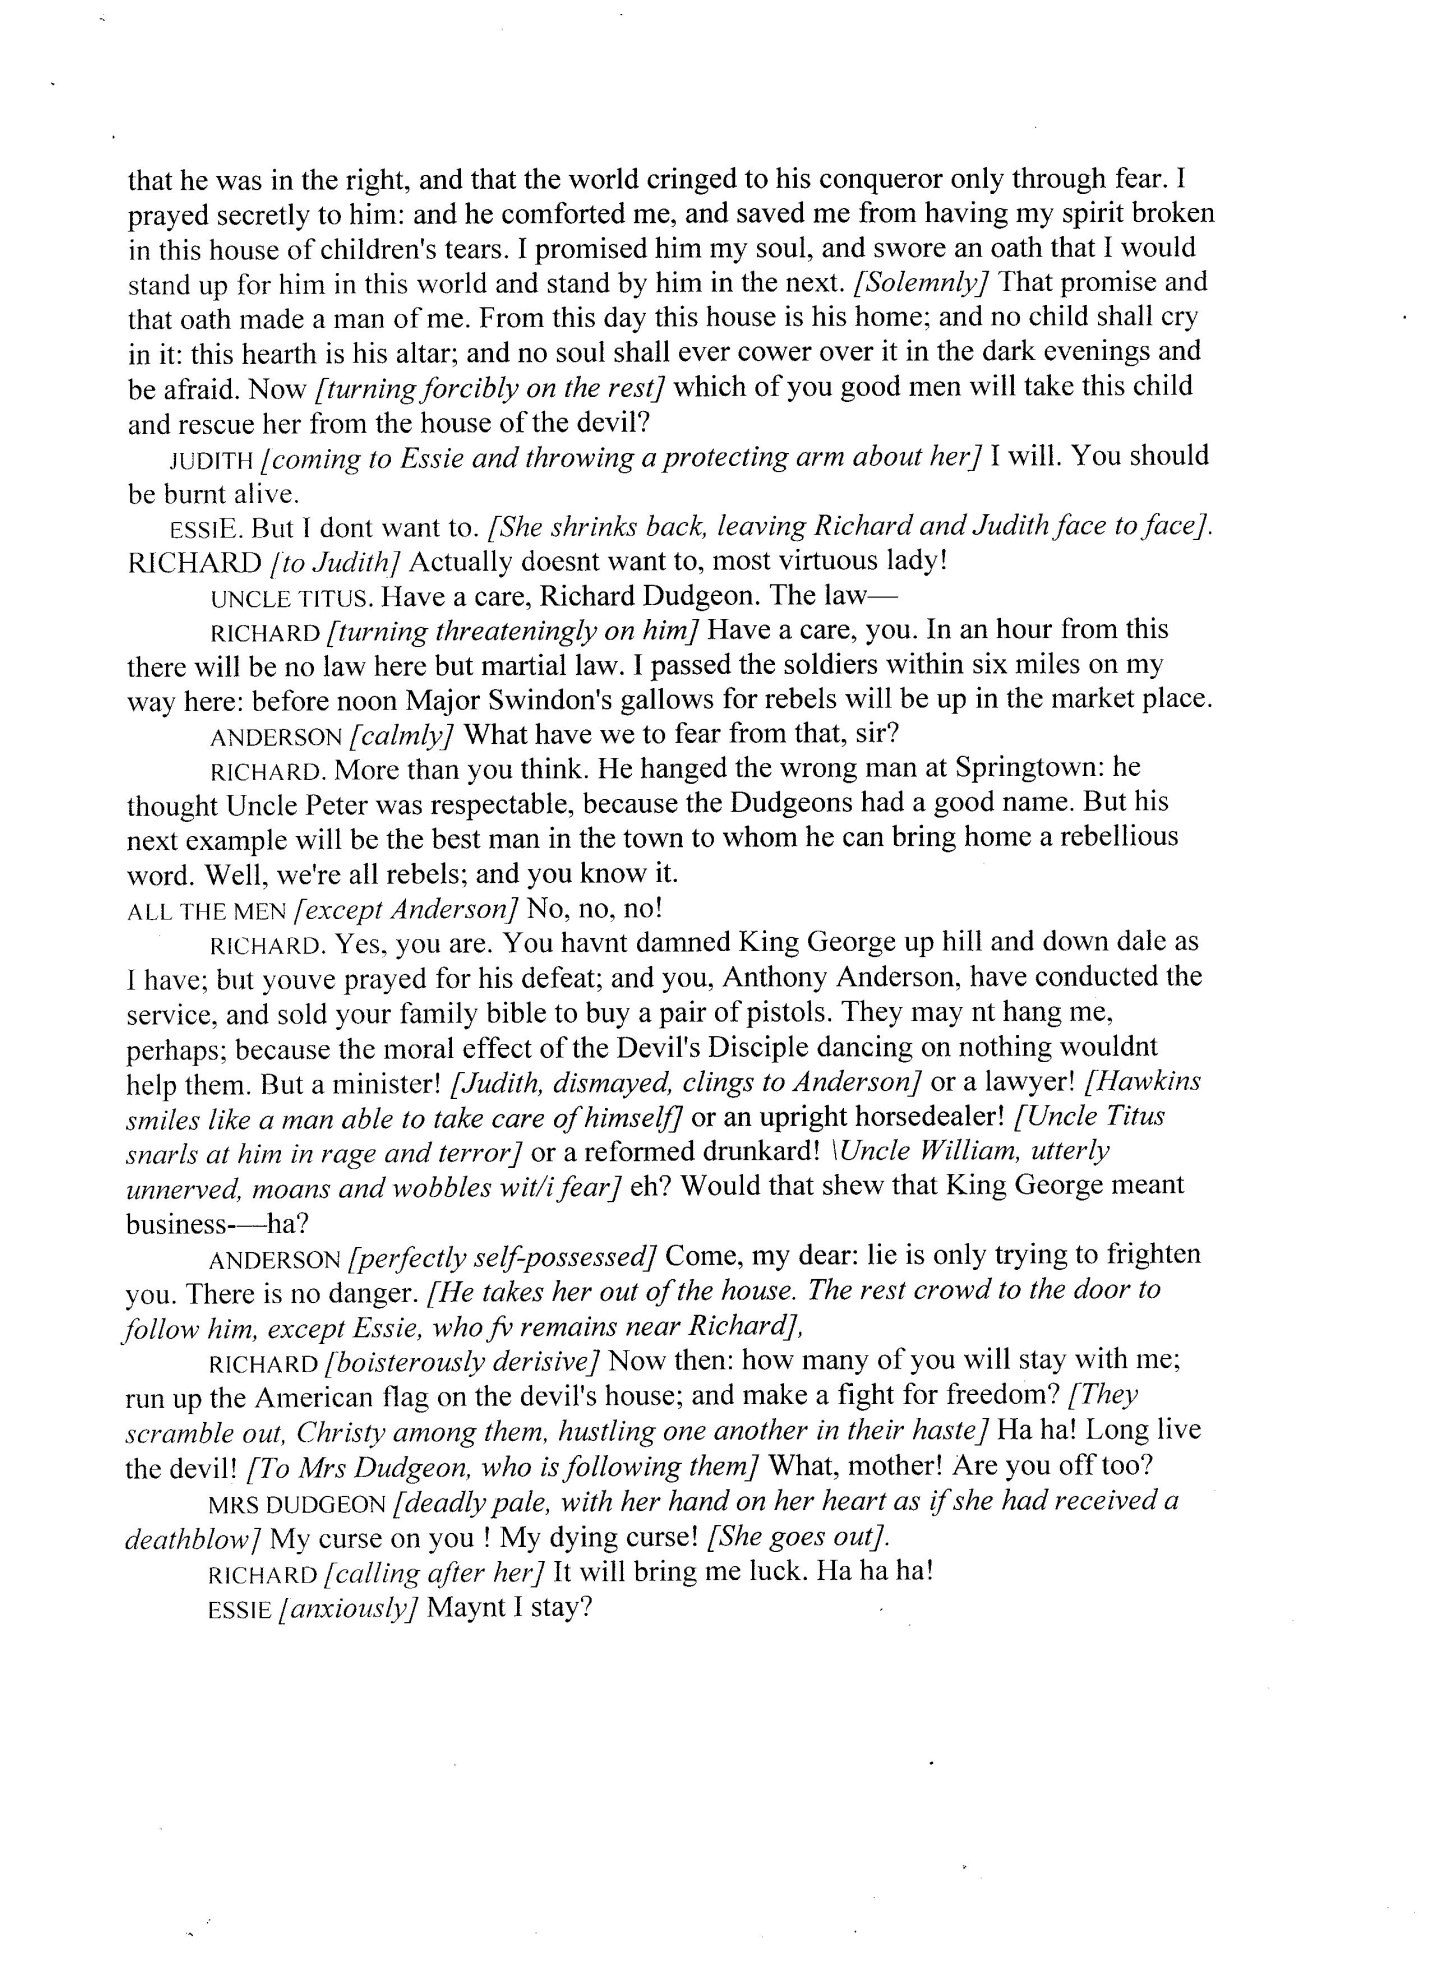 that he was in the right, and that the world cringed to his conqueror only through fear. I
prayed secretly to him: and he comforted me, and saved me from having my spirit broken
in this house of children's tears. I promised him my soul, and swore an oath that I would
stand up for him in this world and stand by him in the next. [Solemnly] That promise and
that oath made a man of me. From this day this house is his home; and no child shall cry
in it: this hearth is his altar; and no soul shall ever cower over it in the dark evenings and
be afraid. Now [turning forcibly on the rest] which of you good men will take this child
and rescue her from the house of the devil?
JUDITH [coming to Essie and throwing a protecting arm about her] I will. You should
be burnt alive.
ESSIE. But I dont want to. [She shrinks back, leaving Richard and Judith face to face].
RICHARD [to Judith] Actually doesnt want to, most virtuous lady!
UNCLE TITUS. Have a care, Richard Dudgeon. The law—
RICHARD [turning threateningly on him] Have a care, you. In an hour from this
there will be no law here but martial law. I passed the soldiers within six miles on my
way here: before noon Major Swindon's gallows for rebels will be up in the market place.
ANDERSON [calmly] What have we to fear from that, sir?
RICHARD. More than you think. He hanged the wrong man at Springtown: he
thought Uncle Peter was respectable, because the Dudgeons had a good name. But his
next example will be the best man in the town to whom he can bring home a rebellious
word. Well, we're all rebels; and you know it.
ALL THE MEN [except Anderson] No, no, no!
RICHARD. Yes, you are. You havnt damned King George up hill and down dale as
I have; but youve prayed for his defeat; and you, Anthony Anderson, have conducted the
service, and sold your family bible to buy a pair of pistols. They may nt hang me,
perhaps; because the moral effect of the Devil's Disciple dancing on nothing wouldnt
help them. But a minister! [Judith, dismayed, clings to Anderson] or a lawyer! [Hawkins
smiles like a man able to take care of himself] or an upright horsedealer! [Uncle Titus
snarls at him in rage and terror] or a reformed drunkard! \Uncle William, utterly
unnerved, moans and wobbles wit/i fear] eh? Would that shew that King George meant
business-—ha?
ANDERSON [perfectly self-possessed] Come, my dear: lie is only trying to frighten
you. There is no danger. [He takes her out of the house. The rest crowd to the door to
follow him, except Essie, who fv remains near Richard],
RICHARD [boisterously derisive] Now then: how many of you will stay with me;
run up the American flag on the devil's house; and make a fight for freedom? [They
scramble out, Christy among them, hustling one another in their haste] Ha ha! Long live
the devil! [To Mrs Dudgeon, who is following them] What, mother! Are you off too?
MRS DUDGEON [deadly pale, with her hand on her heart as if she had received a
deathblow] My curse on you ! My dying curse! [She goes out].
RICHARD [calling after her] It will bring me luck. Ha ha ha!
ESSIE [anxiously] Maynt I stay?